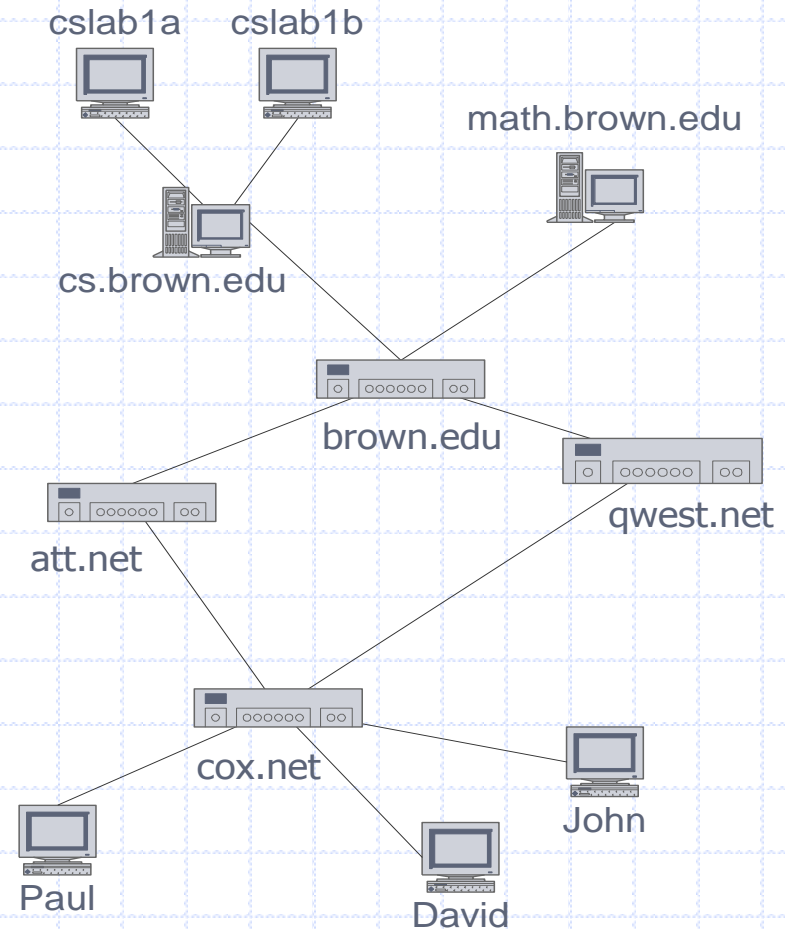 cslab1a
cslab1b
math.brown.edu
cs.brown.edu
brown.edu
qwest.net
att.net
cox.net
John
Paul
David